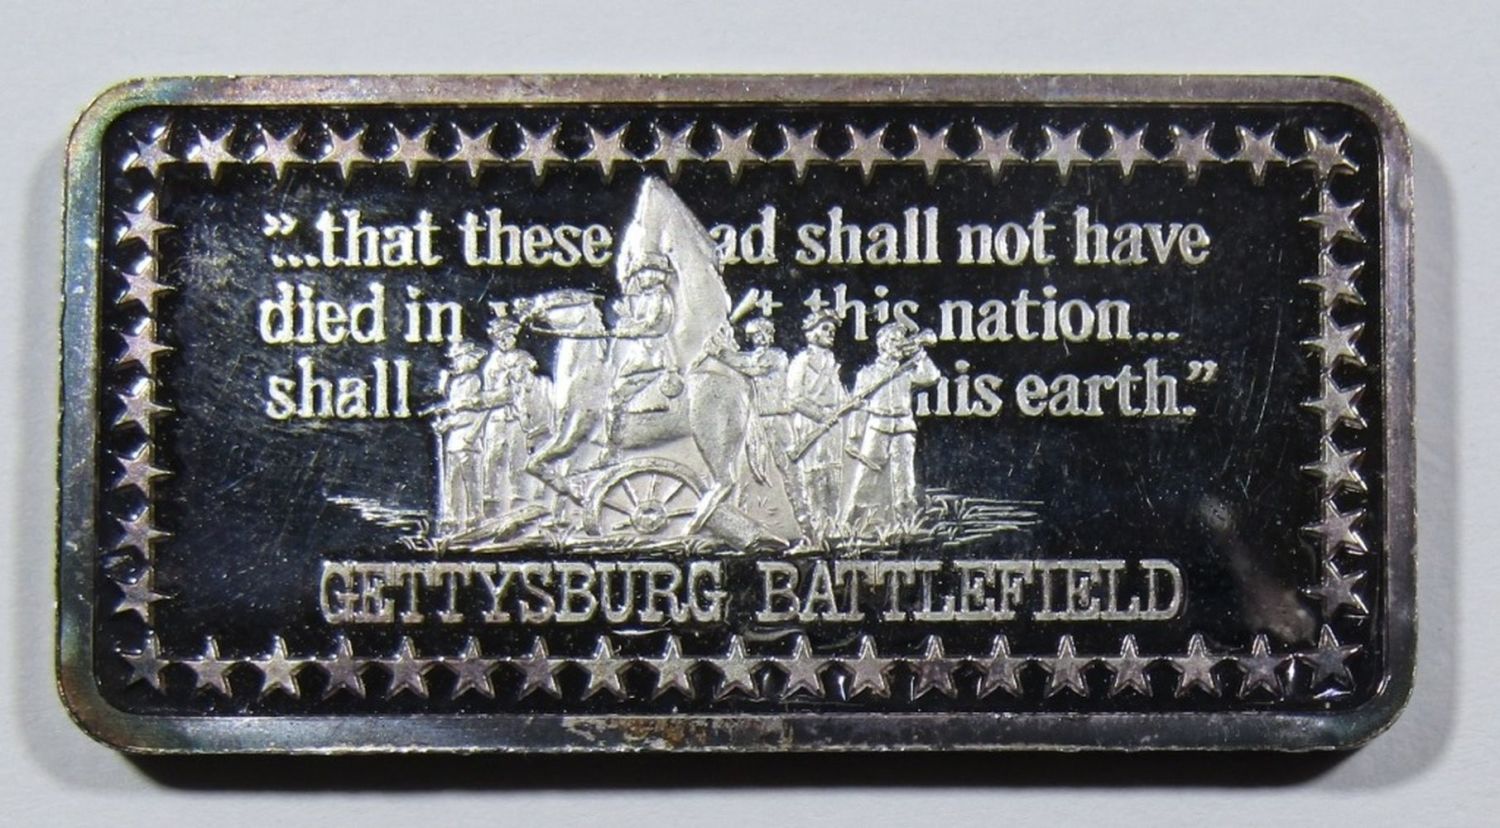 "...that these ad shall not have
died in this nation...
shall his earth."
GETTYSBURG BATTLEFIELD